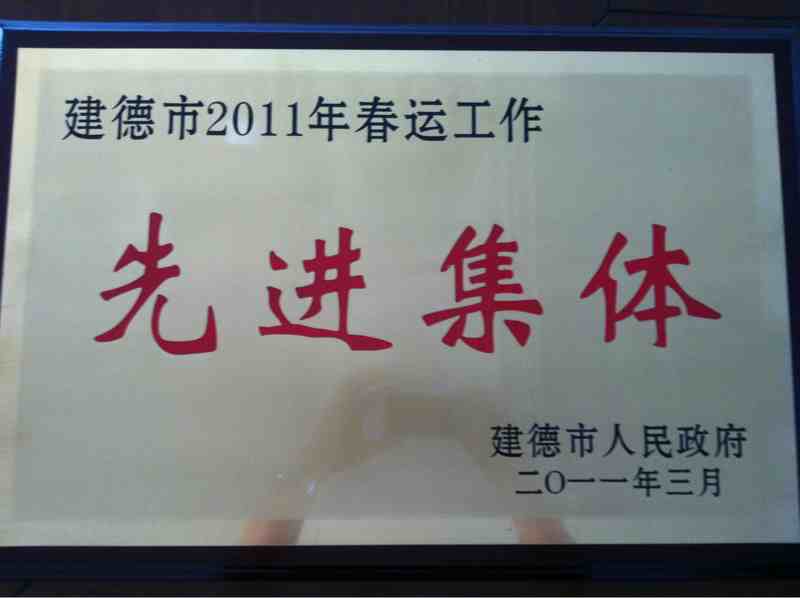 建德市2011年春运工作
先进集体
建德市人民政府
二〇一一年三月